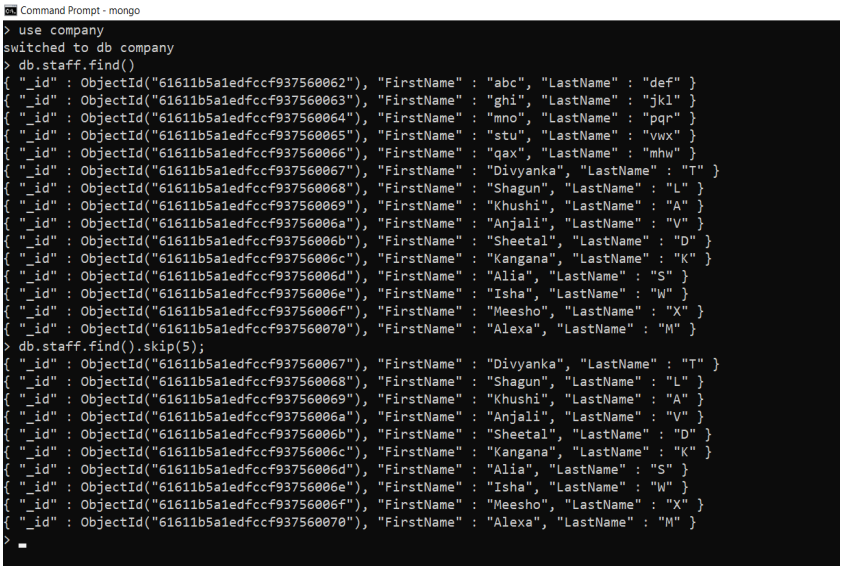 Command Prompt - mongo
> use company
switched to db company
> db.staff.find()
{ "_id" : ObjectId("61611b5a1edfccf937560062"), "FirstName" : "abc", "LastName" : "def" }
{ "_id" : ObjectId("61611b5a1edfccf937560063"), "FirstName" : "ghi", "LastName" : "jkl" }
{ "_id" : ObjectId("61611b5a1edfccf937560064"), "FirstName" : "mno", "LastName" : "pqr" }
{ "_id" : ObjectId("61611b5a1edfccf937560065"), "FirstName" : "stu", "LastName" : "vwx" }
{ "_id" : ObjectId("61611b5a1edfccf937560066"), "FirstName" : "qax", "LastName" : "mhw" }
{ "_id" : ObjectId("61611b5a1edfccf937560067"), "FirstName" : "Divyanka", "LastName" : "T" }
{ "_id" : ObjectId("61611b5a1edfccf937560068"), "FirstName" : "Shagun", "LastName" : "L" }
{ "_id" : ObjectId("61611b5a1edfccf937560069"), "FirstName" : "Khushi", "LastName" : "A" }
{ "_id" : ObjectId("61611b5a1edfccf93756006a"), "FirstName" : "Anjali", "LastName" : "V" }
{ "_id" : ObjectId("61611b5a1edfccf93756006b"), "FirstName" : "Sheetal", "LastName" : "D" }
{ "_id" : ObjectId("61611b5a1edfccf93756006c"), "FirstName" : "Kangana", "LastName" : "K" }
{ "_id" : ObjectId("61611b5a1edfccf93756006d"), "FirstName" : "Alia", "LastName" : "S" }
{ "_id" : ObjectId("61611b5a1edfccf93756006e"), "FirstName" : "Isha", "LastName" : "W" }
{ "_id" : ObjectId("61611b5a1edfccf93756006f"), "FirstName" : "Meesho", "LastName" : "X" }
{ "_id" : ObjectId("61611b5a1edfccf937560070"), "FirstName" : "Alexa", "LastName" : "M" }
> db.staff.find().skip(5);
{ "_id" : ObjectId("61611b5a1edfccf937560067"), "FirstName" : "Divyanka", "LastName" : "T" }
{ "_id" : ObjectId("61611b5a1edfccf937560068"), "FirstName" : "Shagun", "LastName" : "L" }
{ "_id" : ObjectId("61611b5a1edfccf937560069"), "FirstName" : "Khushi", "LastName" : "A" }
{ "_id" : ObjectId("61611b5a1edfccf93756006a"), "FirstName" : "Anjali", "LastName" : "V" }
{ "_id" : ObjectId("61611b5a1edfccf93756006b"), "FirstName" : "Sheetal", "LastName" : "D" }
{ "_id" : ObjectId("61611b5a1edfccf93756006c"), "FirstName" : "Kangana", "LastName" : "K" }
{ "_id" : ObjectId("61611b5a1edfccf93756006d"), "FirstName" : "Alia", "LastName" : "S" }
{ "_id" : ObjectId("61611b5a1edfccf93756006e"), "FirstName" : "Isha", "LastName" : "W" }
{ "_id" : ObjectId("61611b5a1edfccf93756006f"), "FirstName" : "Meesho", "LastName" : "X" }
{ "_id" : ObjectId("61611b5a1edfccf937560070"), "FirstName" : "Alexa", "LastName" : "M" }
>